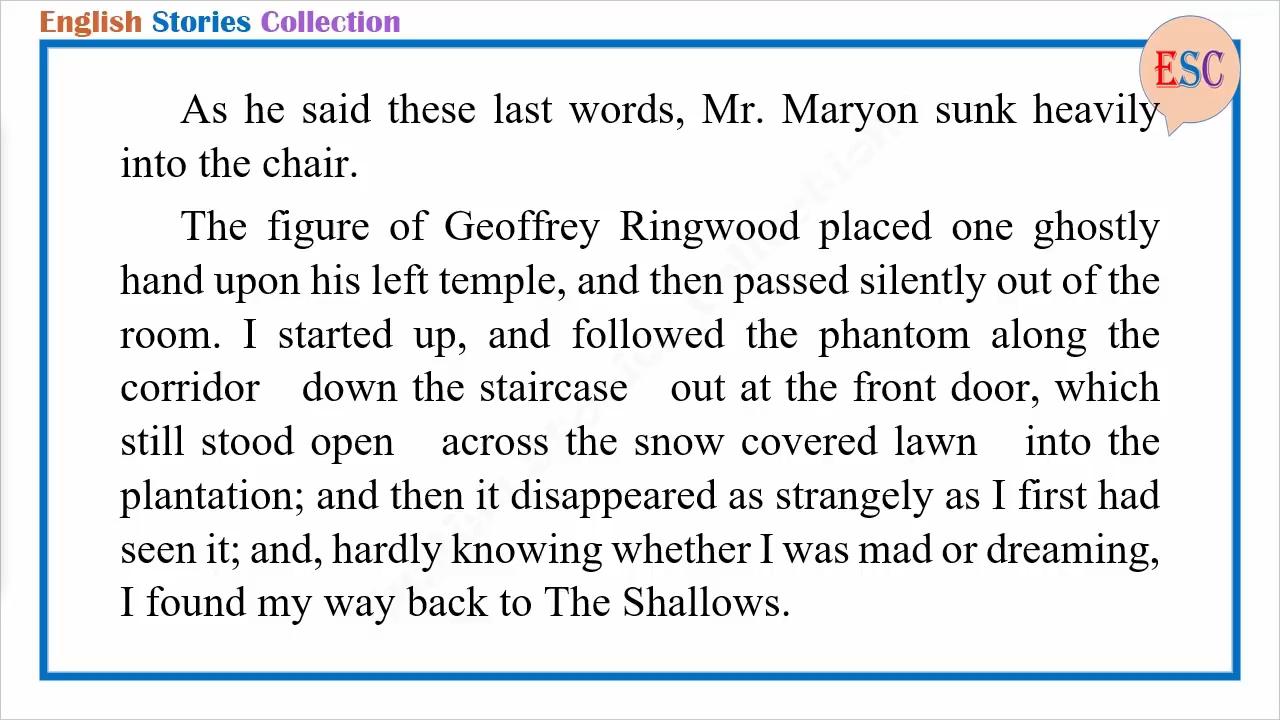 English Stories Collection
ESC
As he said these last words, Mr. Maryon sunk heavily
into the chair.
The figure of Geoffrey Ringwood placed one ghostly
hand upon his left temple, and then passed silently out of the
room. I started up, and followed the phantom along the
corridor down the staircase out at the front door, which
still stood open across the snow covered lawn into the
plantation; and then it disappeared as strangely as I first had
seen it; and, hardly knowing whether I was mad or dreaming,
I found my way back to The Shallows.